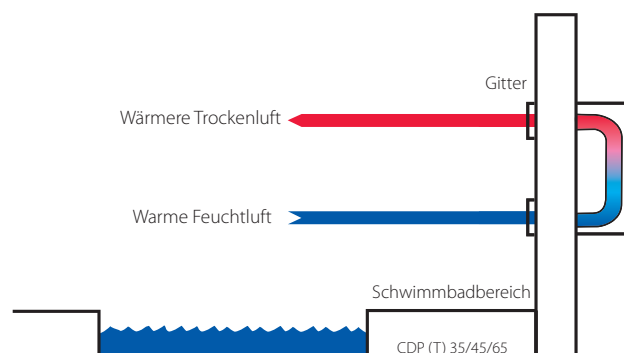 Gitter
Wärmere Trockenluft
Warme Feuchtluft
Schwimmbadbereich
CDP (T) 35/45/65